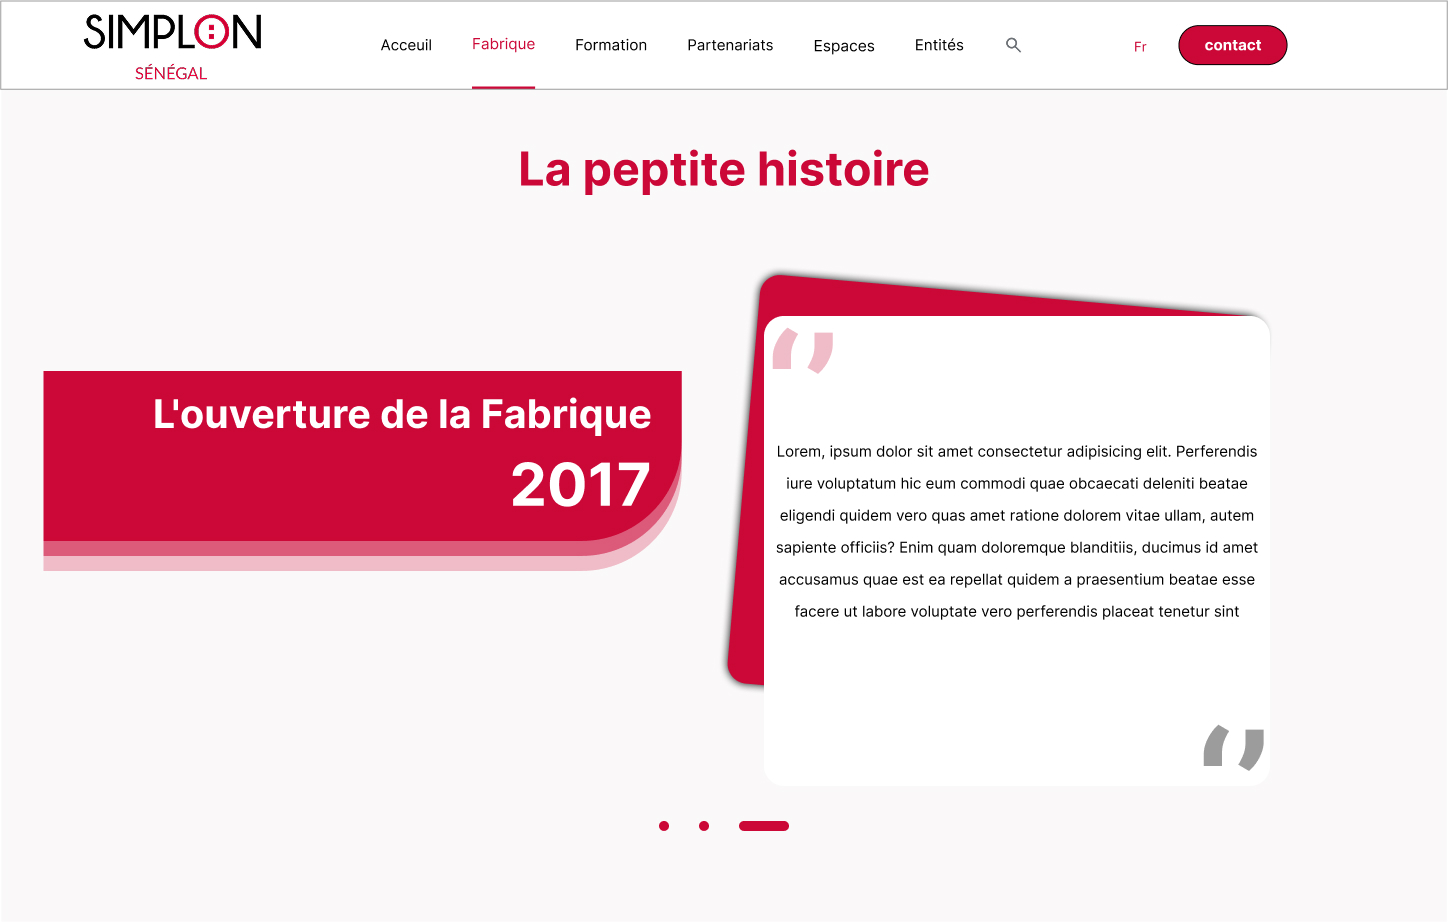 SIMPLON
SÉNÉGAL
Acceuil
Fabrique
Formation
Partenariats
Espaces
Entités
Fr
contact
La peptite histoire
L'ouverture de la Fabrique
2017
Lorem, ipsum dolor sit amet consectetur adipisicing elit. Perferendis
iure voluptatum hic eum commodi quae obcaecati deleniti beatae
eligendi quidem vero quas amet ratione dolorem vitae ullam, autem
sapiente officiis? Enim quam doloremque blanditiis, ducimus id amet
accusamus quae est ea repellat quidem a praesentium beatae esse
facere ut labore voluptate vero perferendis placeat tenetur sint